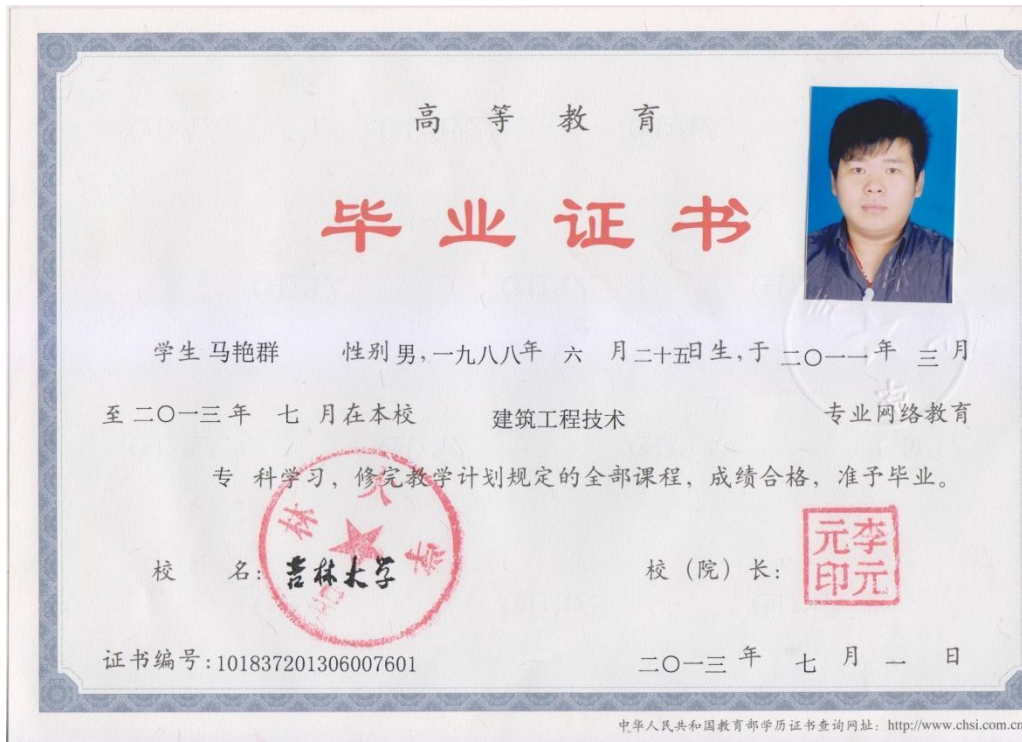 高等教育
毕业证书
学生 马艳群 性别 男，一九八八年 六 月二十五日生，于 二〇一一年 三 月
至 二〇一三年 七 月在本校 建筑工程技术 专业网络教育
专 科学习，修完教学计划规定的全部课程，成绩合格，准予毕业。
校 名：吉林大学
吉林大学
校（院）长：
李元元印
证书编号：101837201306007601
二〇一三 年 七 月 一 日
中华人民共和国教育部学历证书查询网址：http://www.chsi.com.cn